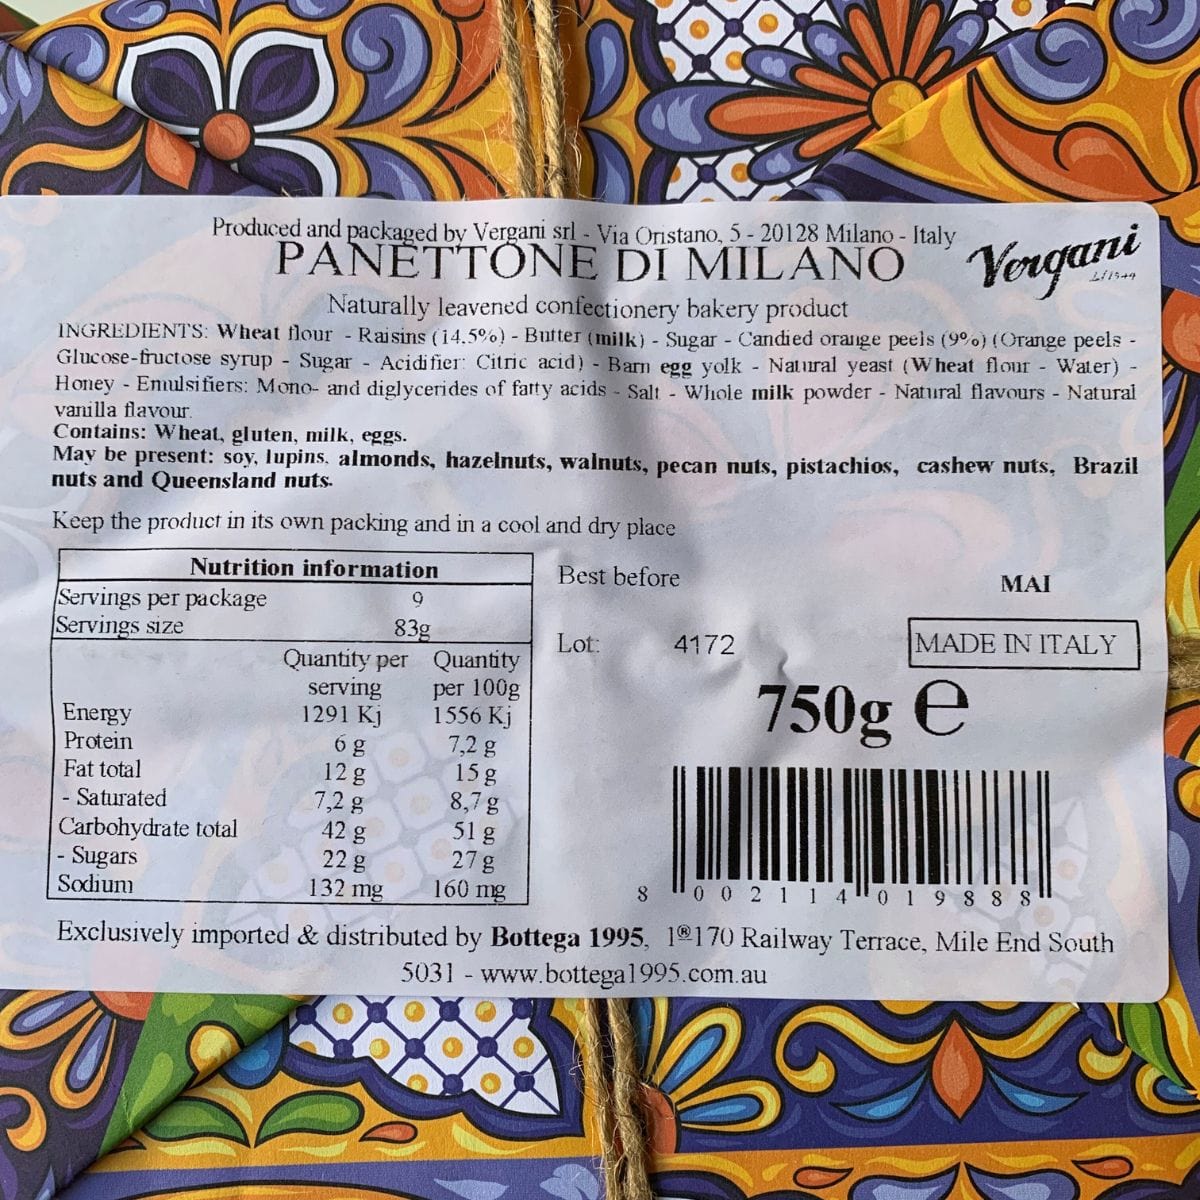 Produced and packaged by Vergani srl - Via Oristano, 5 - 20128 Milano - Italy
PANETTONE DI MILANO
Vergani
Naturally leavened confectionery bakery product
INGREDIENTS: Wheat flour - Raisins (14.5%) - Butter (milk) - Sugar - Candied orange peels (9%) (Orange peels -
Glucose-fructose syrup - Sugar - Acidifier: Citric acid) - Barn egg yolk - Natural yeast (Wheat flour - Water) -
Honey - Emulsifiers: Mono- and diglycerides of fatty acids - Salt - Whole milk powder - Natural flavours - Natural
vanilla flavour.
Contains: Wheat, gluten, milk, eggs.
May be present: soy, lupins, almonds, hazelnuts, walnuts, pecan nuts, pistachios, cashew nuts, Brazil
nuts and Queensland nuts.
Keep the product in its own packing and in a cool and dry place
Nutrition information
Servings per package 9
Servings size 83g
Quantity per serving Quantity per 100g
Energy 1291 Kj 1556 Kj
Protein 6 g 7,2 g
Fat total 12 g 15 g
- Saturated 7,2 g 8,7 g
Carbohydrate total 42 g 51 g
- Sugars 22 g 27 g
Sodium 132 mg 160 mg
Best before MAI
Lot: 4172
MADE IN ITALY
750g e
8 002114 019888
Exclusively imported & distributed by Bottega 1995, 1®170 Railway Terrace, Mile End South
5031 - www.bottega1995.com.au